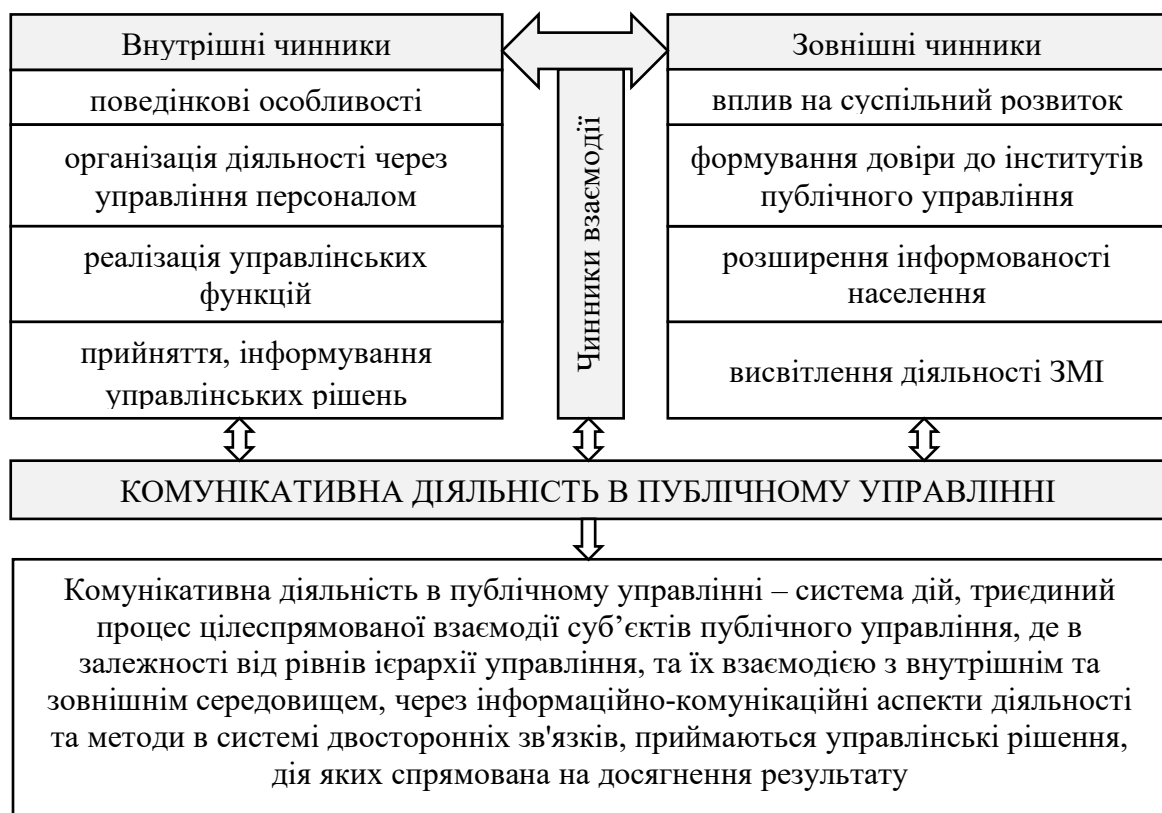 Внутрішні чинники
поведінкові особливості
організація діяльності через
управління персоналом
реалізація управлінських
функцій
прийняття, інформування
управлінських рішень
Чинники взаємодії
Зовнішні чинники
вплив на суспільний розвиток
формування довіри до інститутів
публічного управління
розширення інформованості
населення
висвітлення діяльності ЗМІ
КОМУНІКАТИВНА ДІЯЛЬНІСТЬ В ПУБЛІЧНОМУ УПРАВЛІННІ
Комунікативна діяльність в публічному управлінні – система дій, триєдиний
процес цілеспрямованої взаємодії суб’єктів публічного управління, де в
залежності від рівнів ієрархії управління, та їх взаємодією з внутрішнім та
зовнішнім середовищем, через інформаційно-комунікаційні аспекти діяльності
та методи в системі двосторонніх зв'язків, приймаються управлінські рішення,
дія яких спрямована на досягнення результату